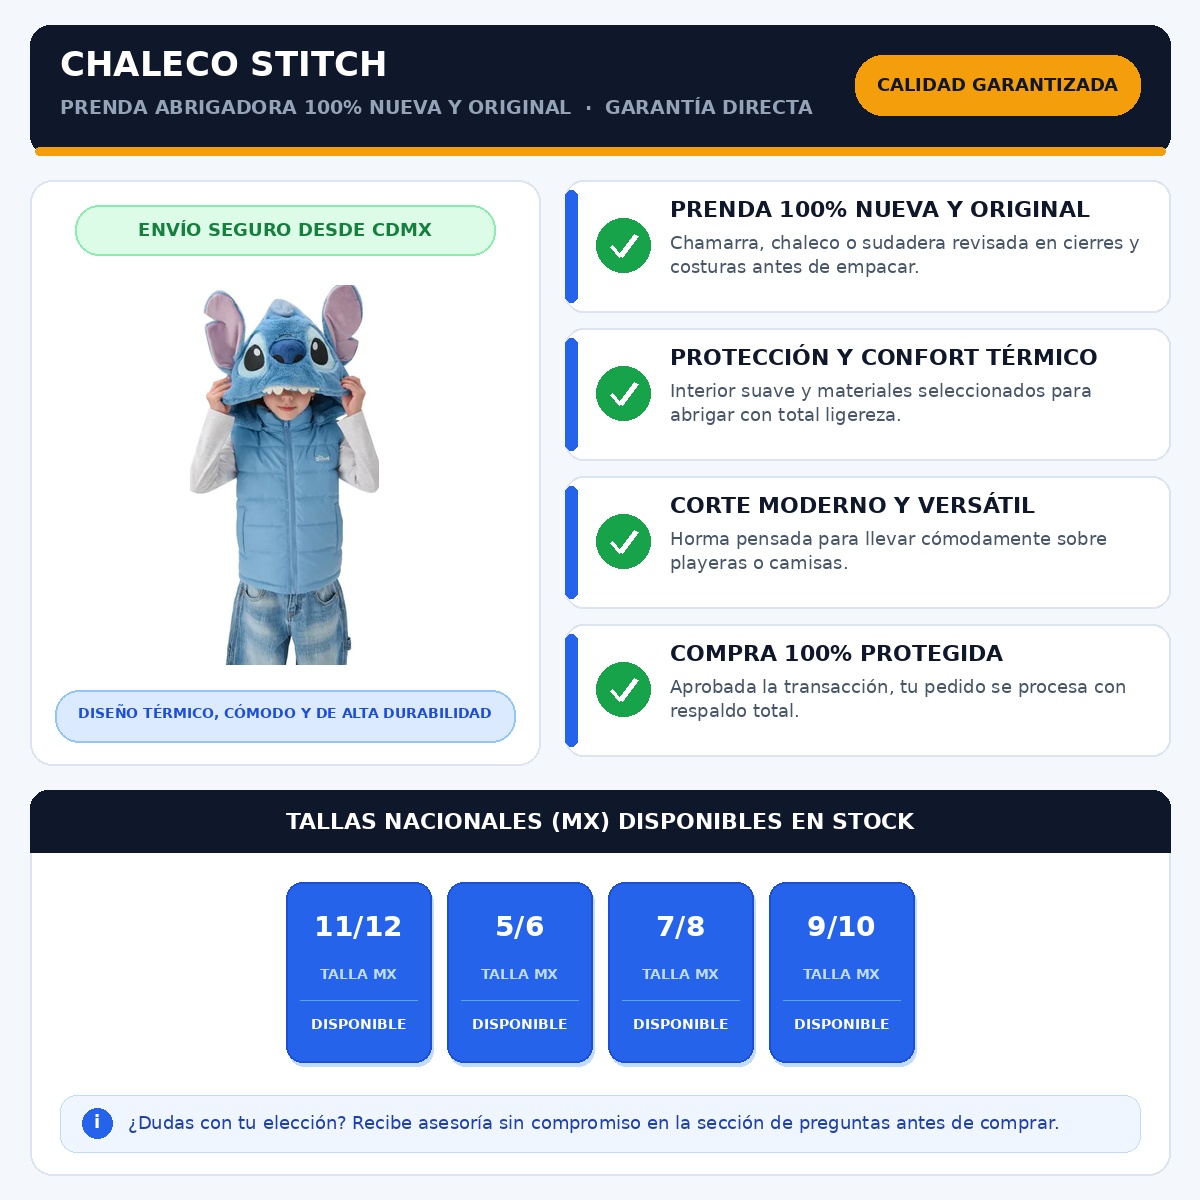 CHALECO STITCH
PRENDA ABRIGADORA 100% NUEVA Y ORIGINAL · GARANTÍA DIRECTA
CALIDAD GARANTIZADA
ENVÍO SEGURO DESDE CDMX
DISEÑO TÉRMICO, CÓMODO Y DE ALTA DURABILIDAD
PRENDA 100% NUEVA Y ORIGINAL
Chamarra, chaleco o sudadera revisada en cierres y
costuras antes de empacar.
PROTECCIÓN Y CONFORT TÉRMICO
Interior suave y materiales seleccionados para
abrigar con total ligereza.
CORTE MODERNO Y VERSÁTIL
Horma pensada para llevar cómodamente sobre
playeras o camisas.
COMPRA 100% PROTEGIDA
Aprobada la transacción, tu pedido se procesa con
respaldo total.
TALLAS NACIONALES (MX) DISPONIBLES EN STOCK
11/12
TALLA MX
DISPONIBLE
5/6
TALLA MX
DISPONIBLE
7/8
TALLA MX
DISPONIBLE
9/10
TALLA MX
DISPONIBLE
i ¿Dudas con tu elección? Recibe asesoría sin compromiso en la sección de preguntas antes de comprar.